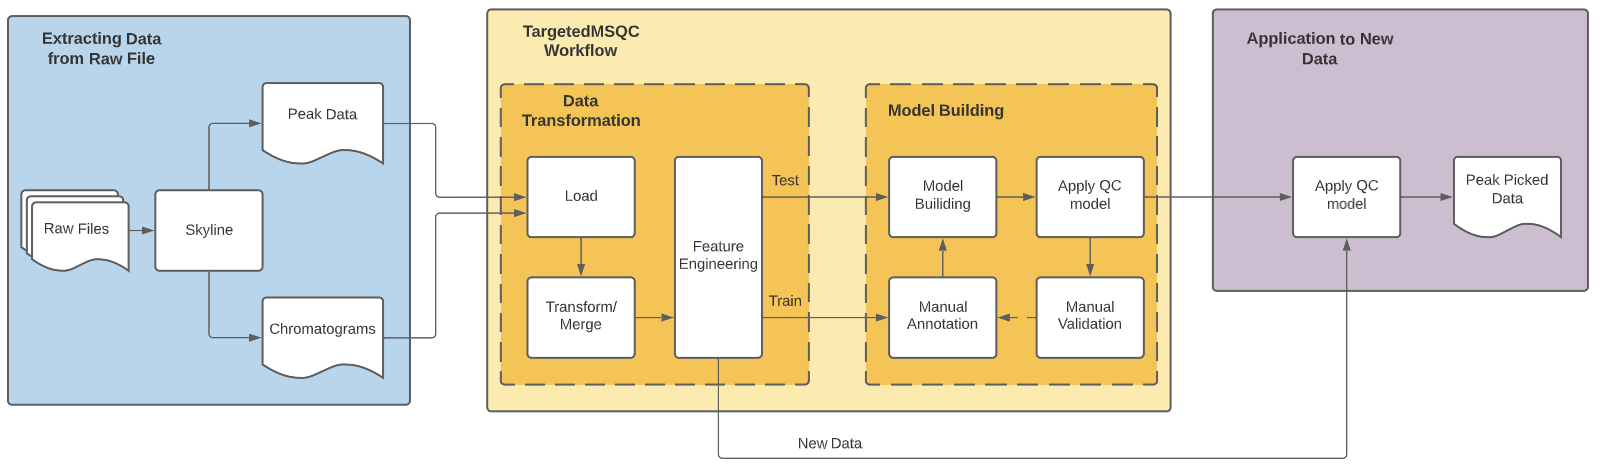 Extracting Data
from Raw File
Peak Data
Raw Files
Skyline
Chromatograms
TargetedMSQC
Workflow
Data
Transformation
Load
Transform/
Merge
Feature
Engineering
Test
Train
Model Building
Model
Builiding
Apply QC
model
Manual
Annotation
Manual
Validation
New Data
Application to New
Data
Apply QC
model
Peak Picked
Data